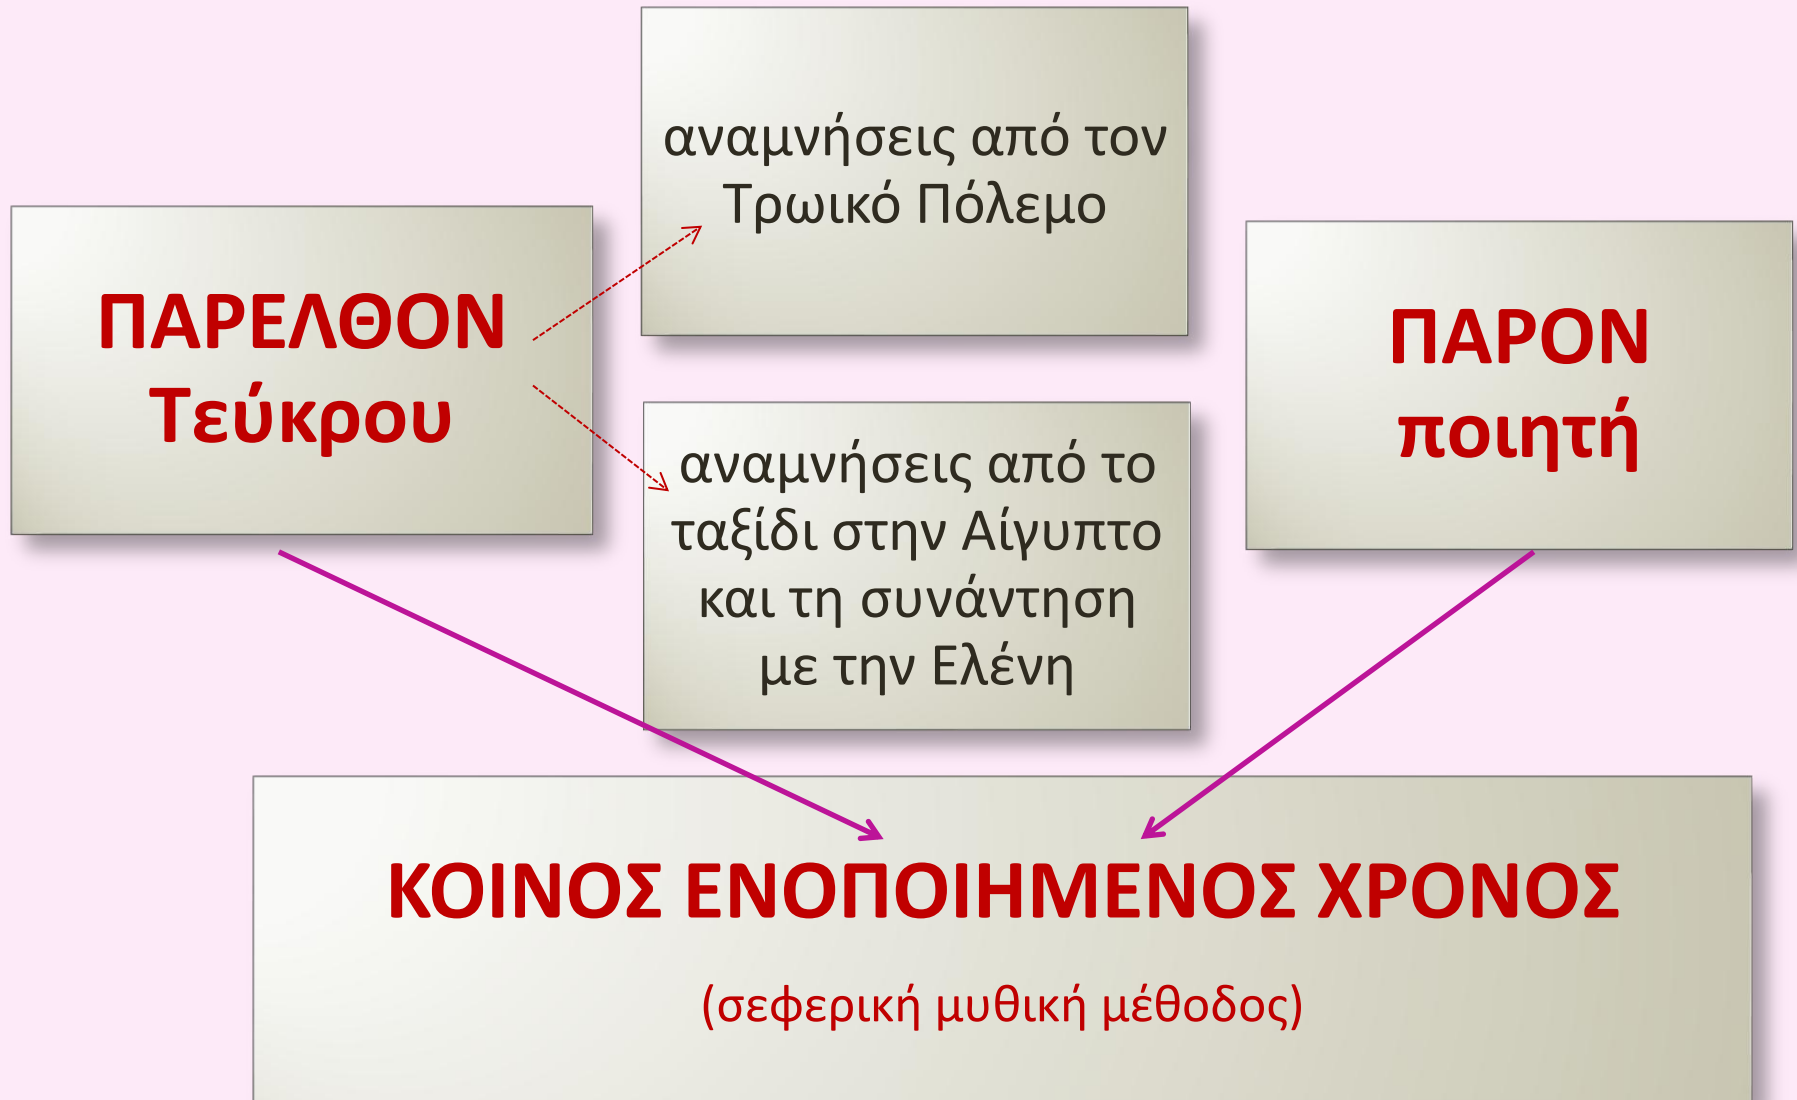 αναμνήσεις από τον
Τρωικό Πόλεμο
ΠΑΡΕΛΘΟΝ
Τεύκρου
αναμνήσεις από το
ταξίδι στην Αίγυπτο
και τη συνάντηση
με την Ελένη
ΠΑΡΟΝ
ποιητή
ΚΟΙΝΟΣ ΕΝΟΠΟΙΗΜΕΝΟΣ ΧΡΟΝΟΣ
(σεφερική μυθική μέθοδος)